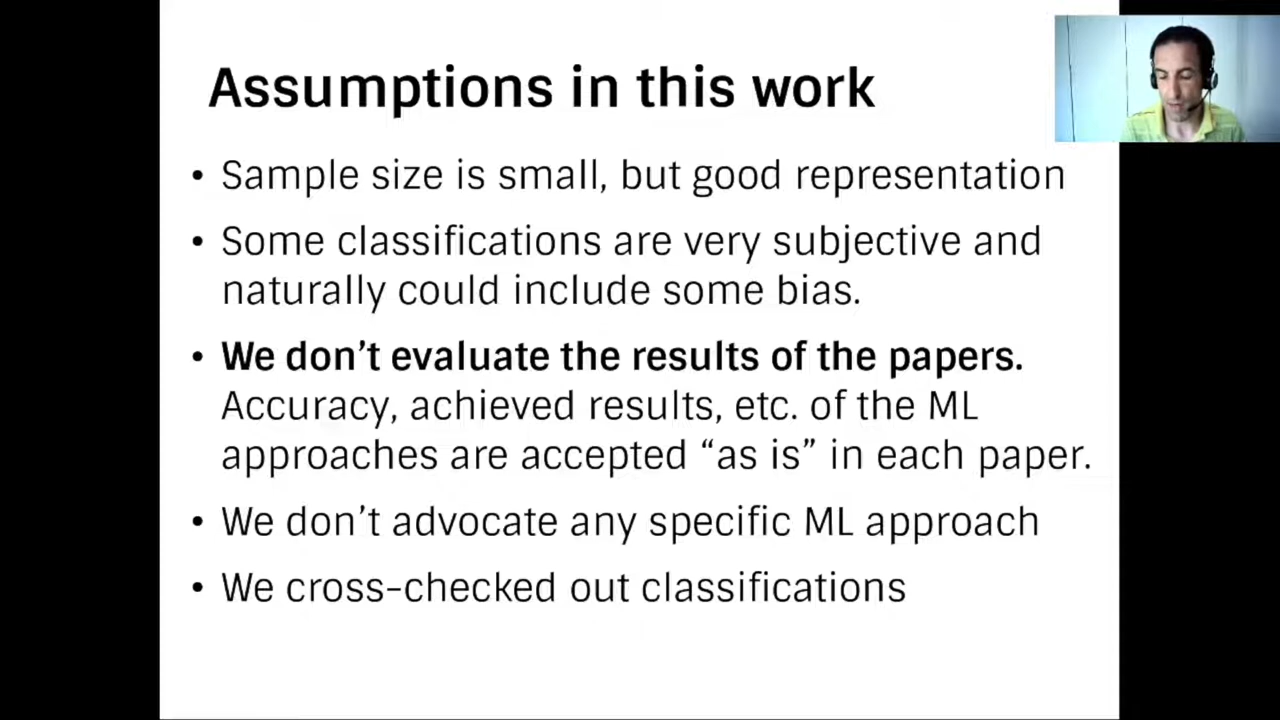 Assumptions in this work
• Sample size is small, but good representation
• Some classifications are very subjective and
naturally could include some bias.
• We don’t evaluate the results of the papers.
Accuracy, achieved results, etc. of the ML
approaches are accepted “as is” in each paper.
• We don’t advocate any specific ML approach
• We cross-checked out classifications